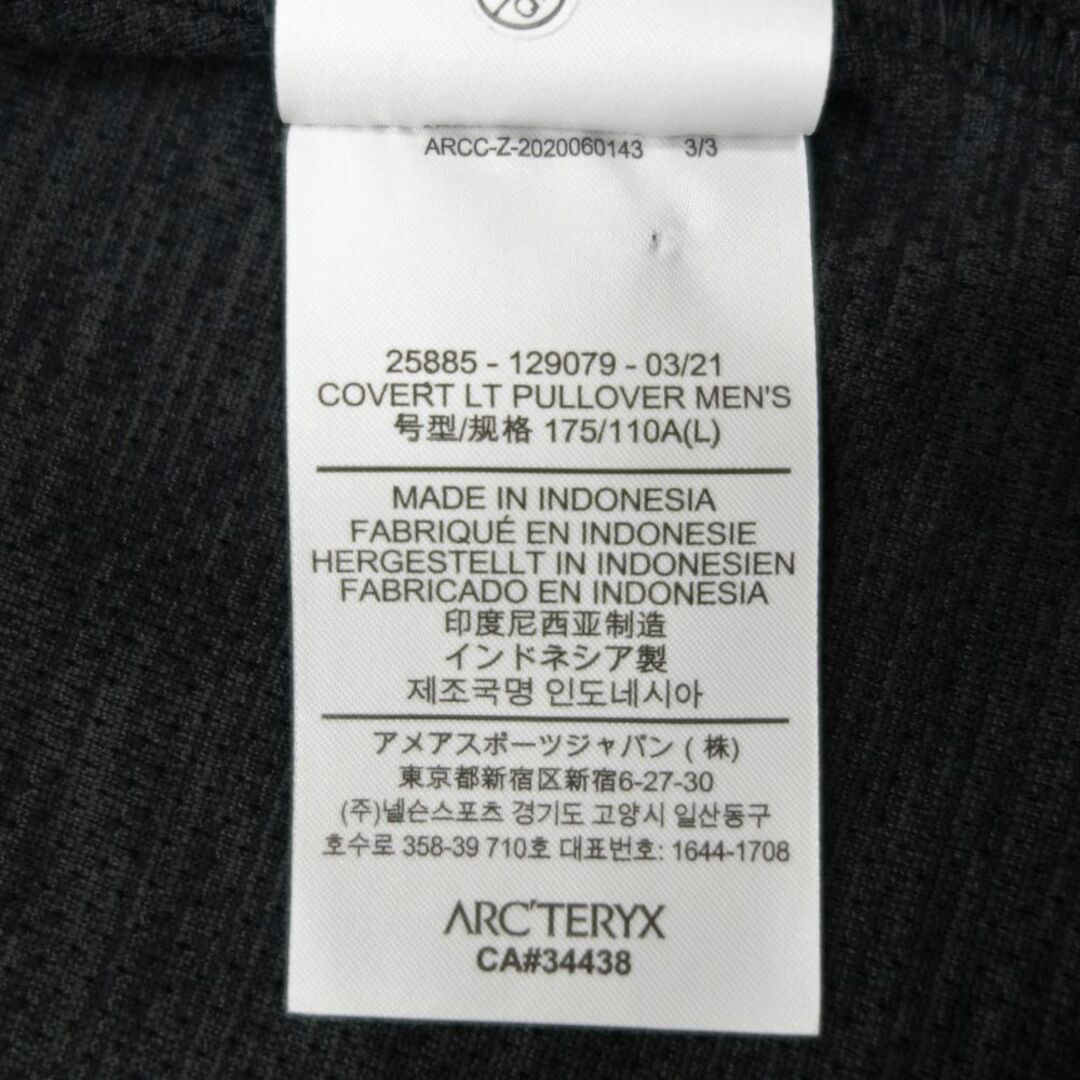 ARCC-Z-2020060143 3/3
25885 - 129079 - 03/21
COVERT LT PULLOVER MEN'S
号型/规格 175/110A(L)
MADE IN INDONESIA
FABRIQUÉ EN INDONESIE
HERGESTELLT IN INDONESIEN
FABRICADO EN INDONESIA
印度尼西亚制造
インドネシア製
제조국명 인도네시아
アメアスポーツジャパン ( 株)
東京都新宿区新宿6-27-30
(주)넬슨스포츠 경기도 고양시 일산동구
호수로 358-39 710호 대표번호: 1644-1708
ARC'TERYX
CA#34438